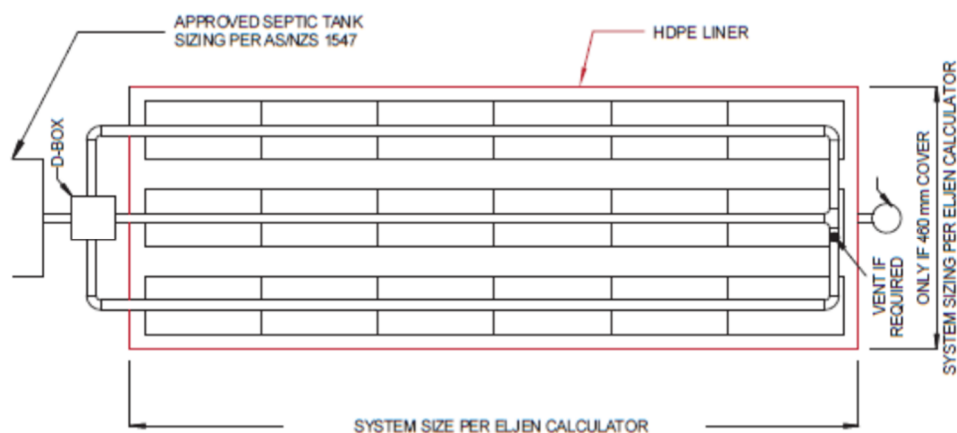 APPROVED SEPTIC TANK
SIZING PER AS/NZS 1547
HDPE LINER
D-BOX
VENT IF
REQUIRED
ONLY IF 460 mm COVER
SYSTEM SIZING PER ELJEN CALCULATOR
SYSTEM SIZE PER ELJEN CALCULATOR